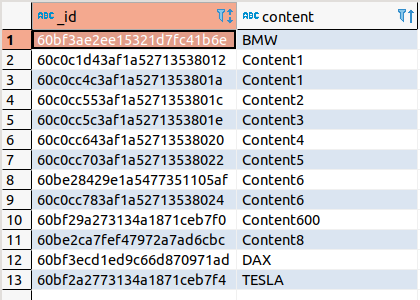 ABC _id ABC content
1 60bf3ae2ee15321d7fc41b6e BMW
2 60c0c1d43af1a52713538012 Content1
3 60c0cc4c3af1a5271353801a Content1
4 60c0cc553af1a5271353801c Content2
5 60c0cc5c3af1a5271353801e Content3
6 60c0cc643af1a52713538020 Content4
7 60c0cc703af1a52713538022 Content5
8 60be28429e1a5477351105af Content6
9 60c0cc783af1a52713538024 Content6
10 60bf29a273134a1871ceb7f0 Content600
11 60be2ca7fef47972a7ad6cbc Content8
12 60bf3ecd1ed9c66d870971ad DAX
13 60bf2a2773134a1871ceb7f4 TESLA